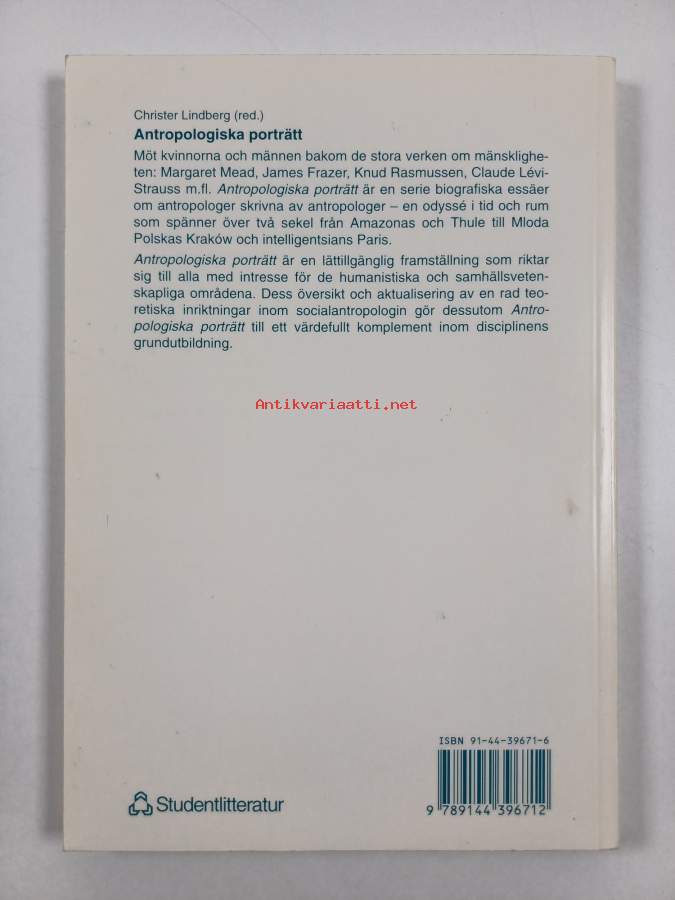 Christer Lindberg (red.)
Antropologiska porträtt
Möt kvinnorna och männen bakom de stora verken om mänsklighe-
ten: Margaret Mead, James Frazer, Knud Rasmussen, Claude Lévi-
Strauss m.fl. Antropologiska porträtt är en serie biografiska essäer
om antropologer skrivna av antropologer – en odyssé i tid och rum
som spänner över två sekel från Amazonas och Thule till Mloda
Polskas Kraków och intelligentsians Paris.
Antropologiska porträtt är en lättillgänglig framställning som riktar
sig till alla med intresse för de humanistiska och samhällsveten-
skapliga områdena. Dess översikt och aktualisering av en rad teo-
retiska inriktningar inom socialantropologin gör dessutom Antro-
pologiska porträtt till ett värdefullt komplement inom disciplinens
grundutbildning.
Antikvariaatti.net
ISBN 91-44-39671-6
9 789144 396712
Studentlitteratur